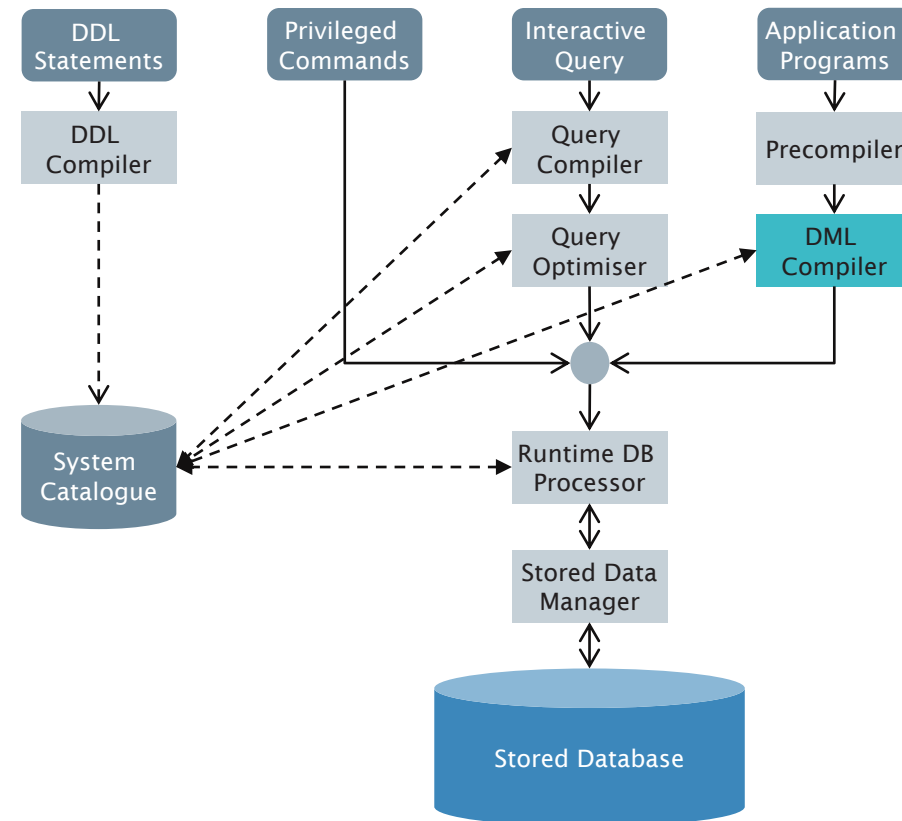 DDL
Statements
Privileged
Commands
Interactive
Query
Application
Programs
DDL
Compiler
Query
Compiler
Precompiler
Query
Optimiser
DML
Compiler
System
Catalogue
Runtime DB
Processor
Stored Data
Manager
Stored Database